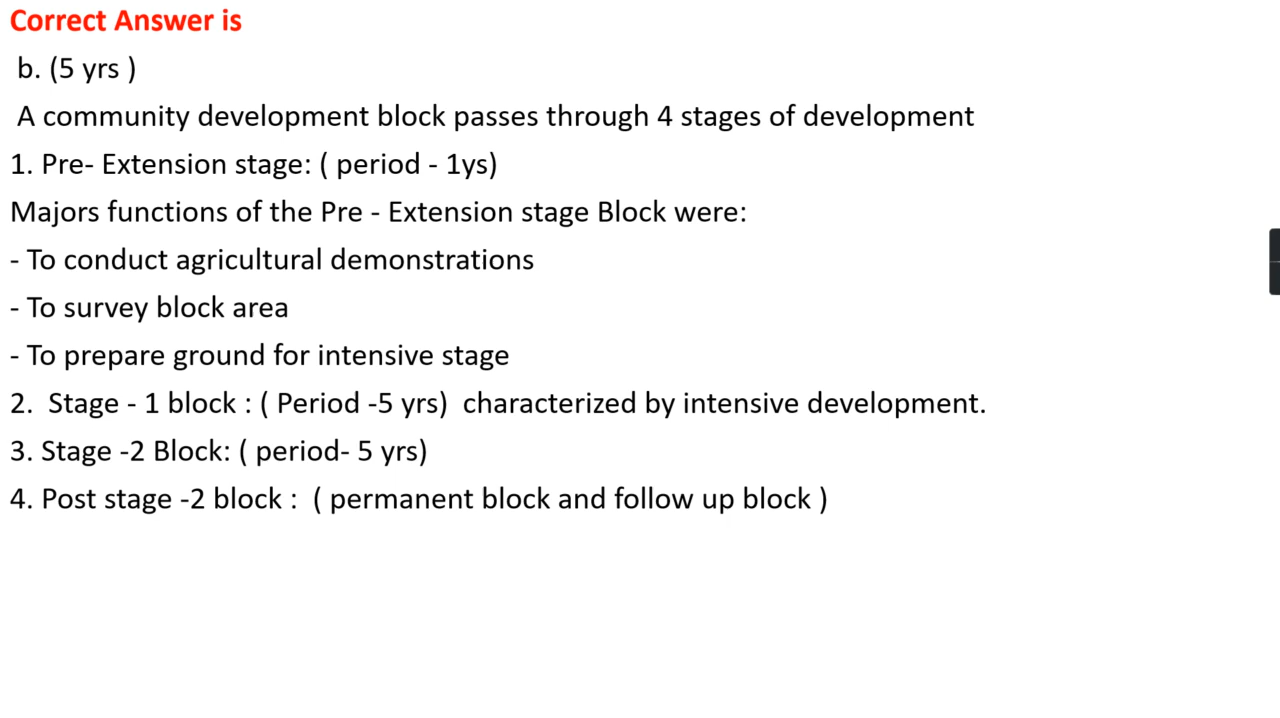 Correct Answer is
b. (5 yrs )
A community development block passes through 4 stages of development
1. Pre- Extension stage: ( period - 1ys)
Majors functions of the Pre - Extension stage Block were:
- To conduct agricultural demonstrations
- To survey block area
- To prepare ground for intensive stage
2.  Stage - 1 block : ( Period -5 yrs)  characterized by intensive development.
3. Stage -2 Block: ( period- 5 yrs)
4. Post stage -2 block :  ( permanent block and follow up block )